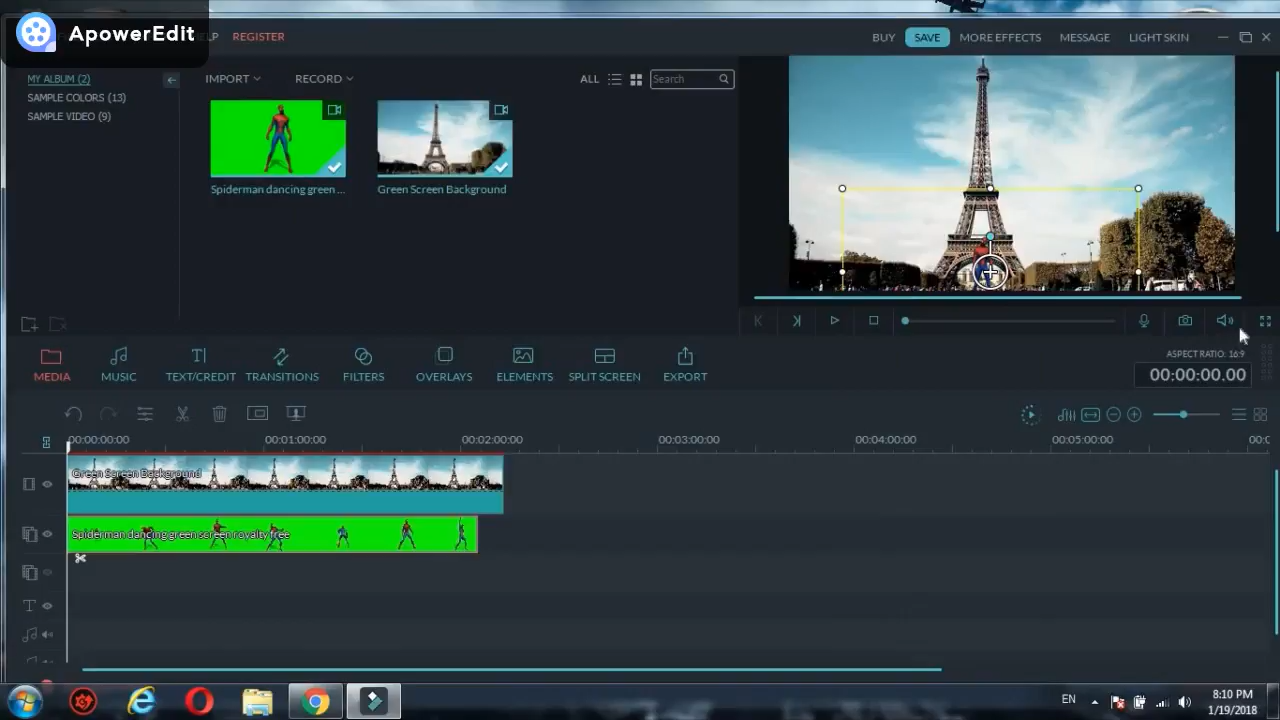 ApowerEdit
HELP
REGISTER
BUY
SAVE
MORE EFFECTS
MESSAGE
LIGHT SKIN
MY ALBUM (2)
SAMPLE COLORS (13)
SAMPLE VIDEO (9)
IMPORT
RECORD
ALL
Search
Spiderman dancing green ...
Green Screen Background
ASPECT RATIO: 16:9
00:00:00.00
MEDIA
MUSIC
TEXT/CREDIT
TRANSITIONS
FILTERS
OVERLAYS
ELEMENTS
SPLIT SCREEN
EXPORT
00:00:00:00
00:01:00:00
00:02:00:00
00:03:00:00
00:04:00:00
00:05:00:00
Green Screen Background
Spiderman dancing green screen royalty free
EN
8:10 PM
1/19/2018